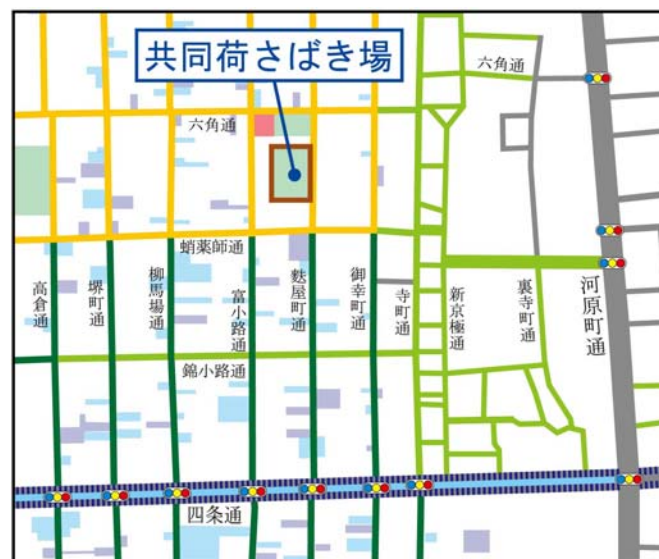 共同荷さばき場
六角通
六角通
蛸薬師通
高倉通
堺町通
柳馬場通
富小路通
麩屋町通
御幸町通
寺町通
新京極通
裏寺町通
河原町通
錦小路通
四条通